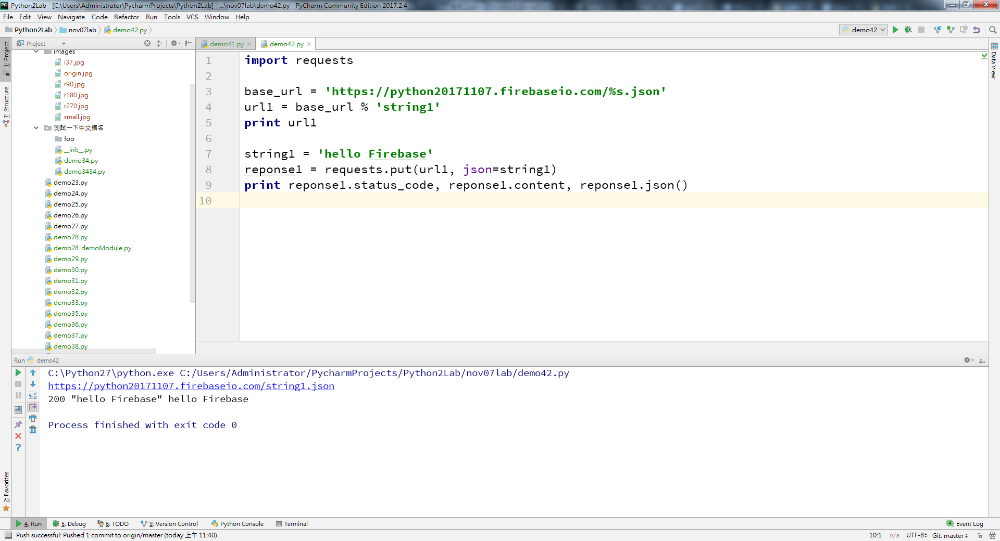 Python2Lab - [C:\Users\Administrator\PycharmProjects\Python2Lab] - ...\nov07lab\demo42.py - PyCharm Community Edition 2017.2.4
File Edit View Navigate Code Refactor Run Tools VCS Window Help
Python2Lab nov07lab demo42.py demo42
Project
demo41.py demo42.py
1: Project
7: Structure
2: Favorites
Data View
images
i37.jpg
origin.jpg
r90.jpg
r180.jpg
r270.jpg
small.jpg
測試一下中文檔名
foo
__init__.py
demo34.py
demo3434.py
demo23.py
demo24.py
demo25.py
demo26.py
demo27.py
demo28.py
demo28_demoModule.py
demo29.py
demo30.py
demo31.py
demo32.py
demo33.py
demo35.py
demo36.py
demo37.py
demo38.py
1 import requests
2
3 base_url = 'https://python20171107.firebaseio.com/%s.json'
4 url1 = base_url % 'string1'
5 print url1
6
7 string1 = 'hello Firebase'
8 reponse1 = requests.put(url1, json=string1)
9 print reponse1.status_code, reponse1.content, reponse1.json()
10
Run demo42
C:\Python27\python.exe C:/Users/Administrator/PycharmProjects/Python2Lab/nov07lab/demo42.py
https://python20171107.firebaseio.com/string1.json
200 "hello Firebase" hello Firebase
Process finished with exit code 0
4: Run 5: Debug 6: TODO 9: Version Control Python Console Terminal 4 Event Log
Push successful: Pushed 1 commit to origin/master (today 上午 11:40) 10:1 n/a UTF-8 Git: master